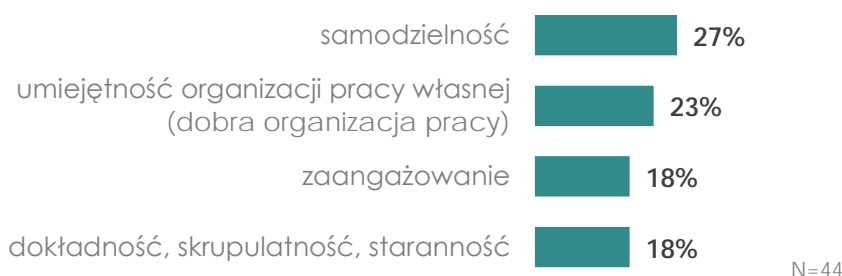 samodzielność 27%
umiejętność organizacji pracy własnej
(dobra organizacja pracy) 23%
zaangażowanie 18%
dokładność, skrupulatność, staranność 18%
N=44